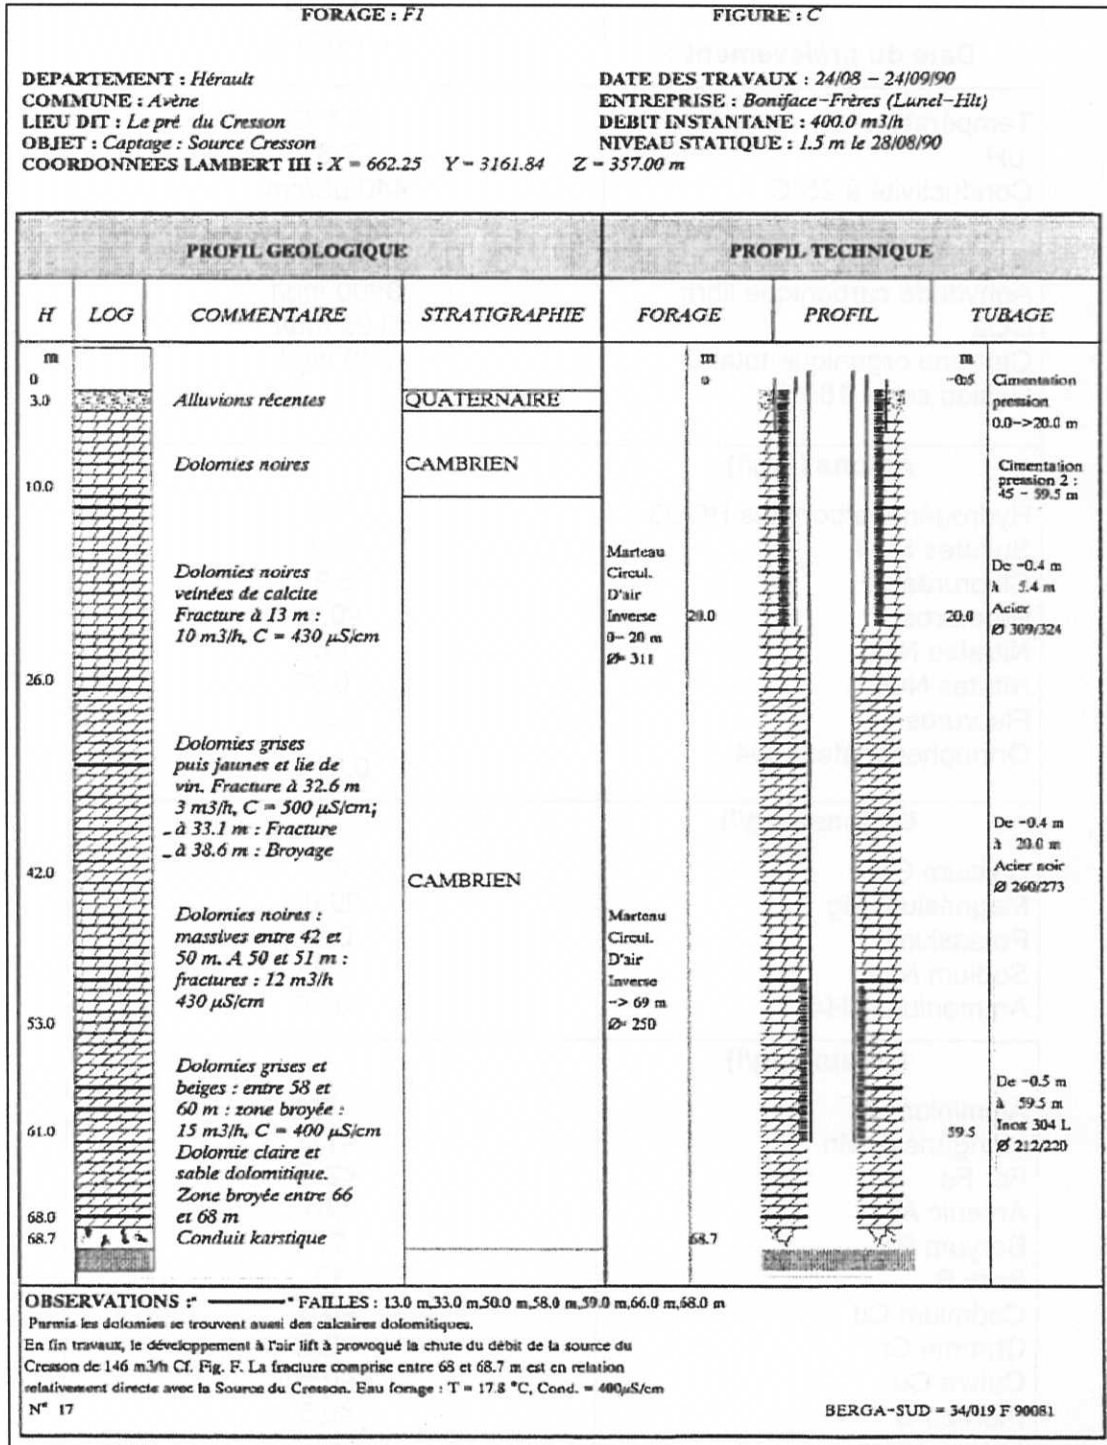 FORAGE : F1 FIGURE : C
DEPARTEMENT : Hérault
COMMUNE : Avène
LIEU DIT : Le pré du Cresson
OBJET : Captage : Source Cresson
COORDONNEES LAMBERT III : X = 662.25 Y = 3161.84 Z = 357.00 m
DATE DES TRAVAUX : 24/08 – 24/09/90
ENTREPRISE : Boniface–Frères (Lunel–Hlt)
DEBIT INSTANTANE : 400.0 m3/h
NIVEAU STATIQUE : 1.5 m le 28/08/90
PROFIL GEOLOGIQUE PROFIL TECHNIQUE
H LOG COMMENTAIRE STRATIGRAPHIE FORAGE PROFIL TUBAGE
m
0
3.0
10.0
26.0
42.0
53.0
61.0
68.0
68.7
Alluvions récentes
Dolomies noires
Dolomies noires
veînées de calcite
Fracture à 13 m :
10 m3/h, C = 430 µS/cm
Dolomies grises
puis jaunes et lie de
vin. Fracture à 32.6 m
3 m3/h, C = 500 µS/cm;
– à 33.1 m : Fracture
– à 38.6 m : Broyage
Dolomies noires :
massives entre 42 et
50 m. A 50 et 51 m :
fractures : 12 m3/h
430 µS/cm
Dolomies grises et
beiges : entre 58 et
60 m : zone broyée :
15 m3/h, C = 400 µS/cm
Dolomie claire et
sable dolomitique.
Zone broyée entre 66
et 68 m
Conduit karstique
QUATERNAIRE
CAMBRIEN
CAMBRIEN
Marteau
Circul.
D'air
Inverse
0– 20 m
Ø= 311
Marteau
Circul.
D'air
Inverse
–> 69 m
Ø= 250
m
0
20.0
68.7
m
–0.6
20.0
59.5
Cimentation
pression
0.0–>20.0 m
Cimentation
pression 2 :
45 – 59.5 m
De –0.4 m
à 5.4 m
Acier
Ø 309/324
De –0.4 m
à 20.0 m
Acier noir
Ø 260/273
De –0.5 m
à 59.5 m
Inox 304 L
Ø 212/220
OBSERVATIONS :" ——— " FAILLES : 13.0 m,33.0 m,50.0 m,58.0 m,59.0 m,66.0 m,68.0 m
Parmis les dolomies se trouvent aussi des calcaires dolomitiques.
En fin travaux, le développement à l'air lift à provoqué la chute du débit de la source du
Cresson de 146 m3/h Cf. Fig. F. La fracture comprise entre 68 et 68.7 m est en relation
relativement directe avec la Source du Cresson. Eau forage : T = 17.8 °C, Cond. = 400µS/cm
N° 17
BERGA–SUD = 34/019 F 90081